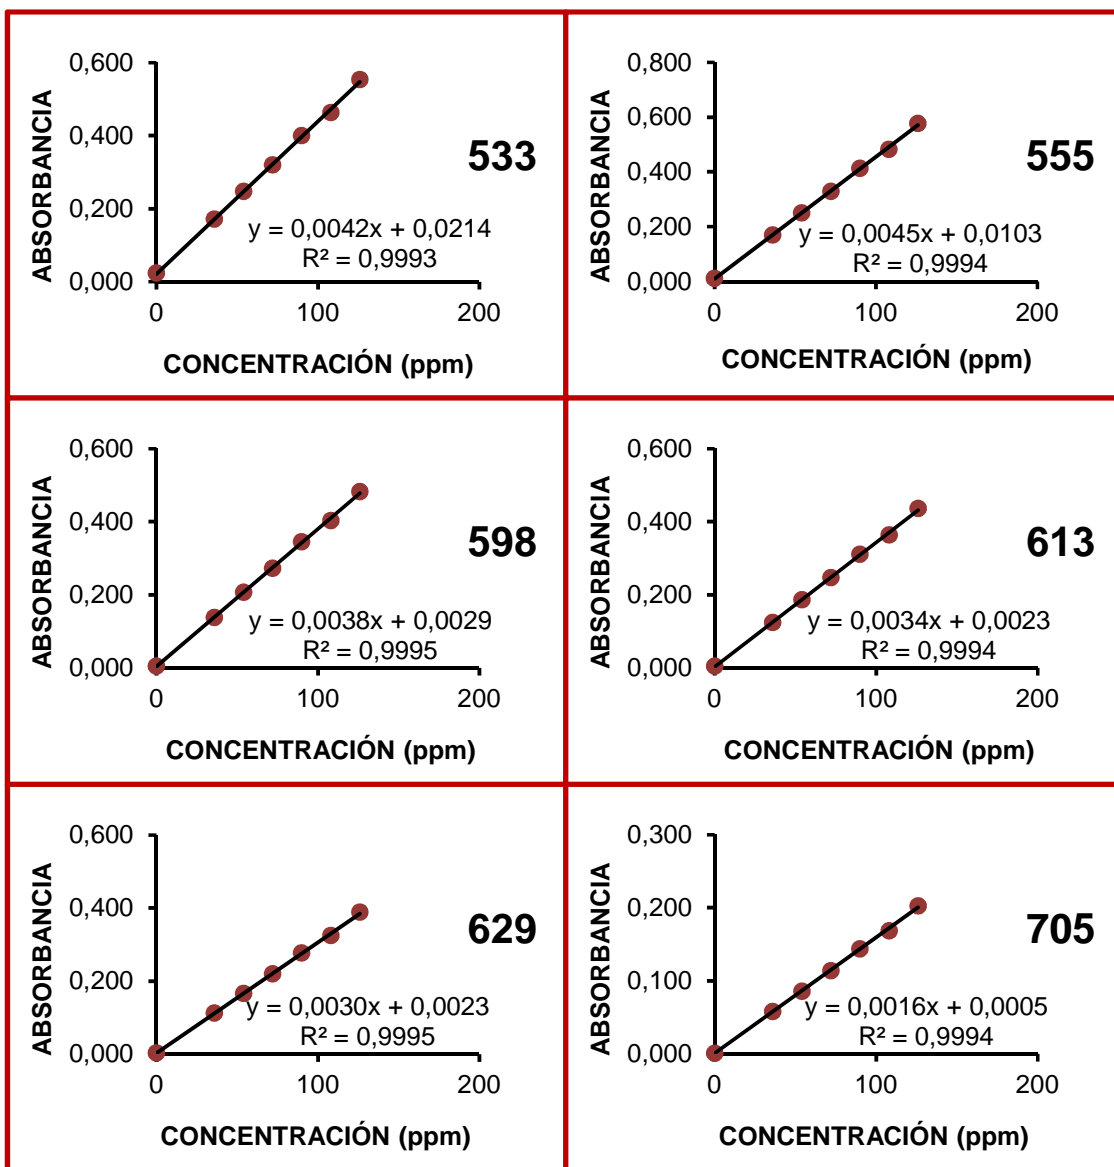 0,600
0,400
0,200
0,000
ABSORBANCIA
533
y = 0,0042x + 0,0214
R² = 0,9993
0 100 200
CONCENTRACIÓN (ppm)
0,800
0,600
0,400
0,200
0,000
ABSORBANCIA
555
y = 0,0045x + 0,0103
R² = 0,9994
0 100 200
CONCENTRACIÓN (ppm)
0,600
0,400
0,200
0,000
ABSORBANCIA
598
y = 0,0038x + 0,0029
R² = 0,9995
0 100 200
CONCENTRACIÓN (ppm)
0,600
0,400
0,200
0,000
ABSORBANCIA
613
y = 0,0034x + 0,0023
R² = 0,9994
0 100 200
CONCENTRACIÓN (ppm)
0,600
0,400
0,200
0,000
ABSORBANCIA
629
y = 0,0030x + 0,0023
R² = 0,9995
0 100 200
CONCENTRACIÓN (ppm)
0,300
0,200
0,100
0,000
ABSORBANCIA
705
y = 0,0016x + 0,0005
R² = 0,9994
0 100 200
CONCENTRACIÓN (ppm)